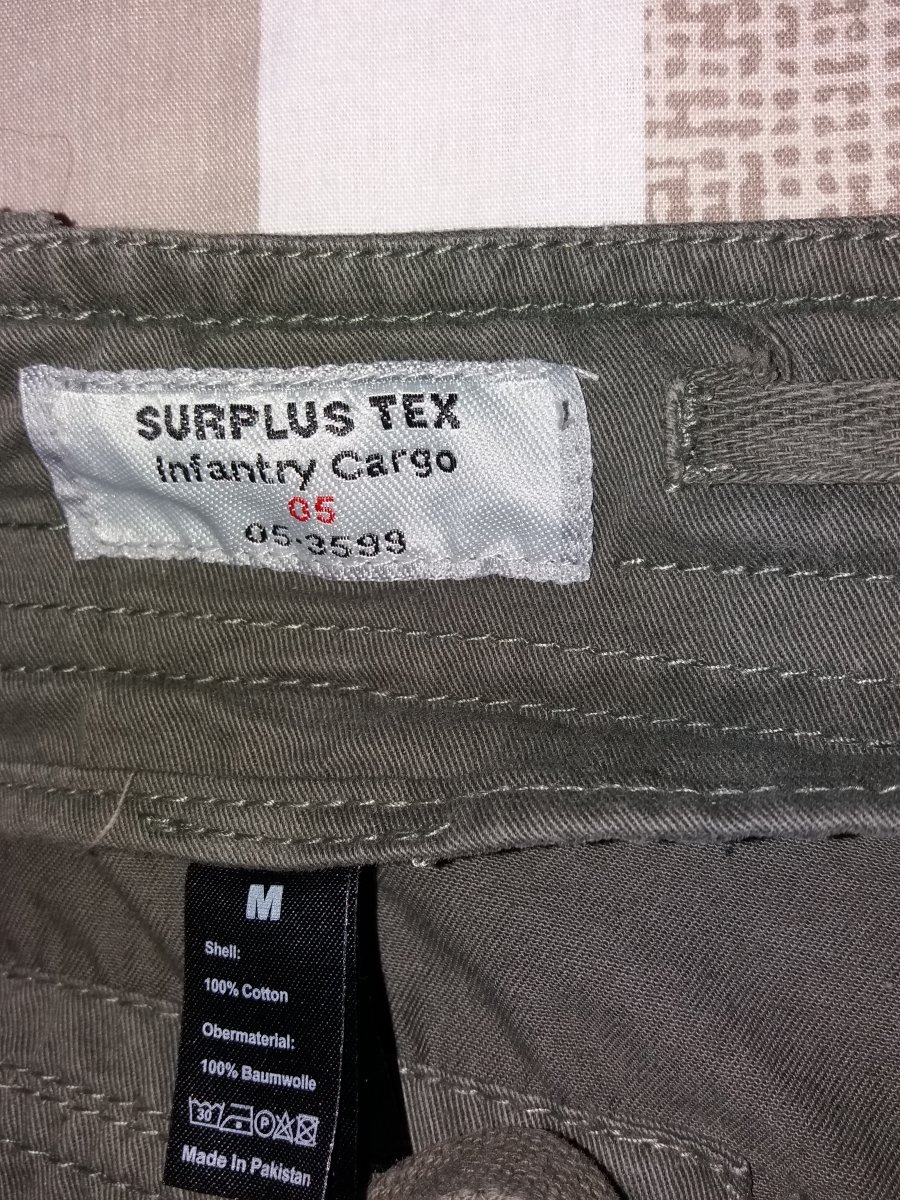 SURPLUS TEX
Infantry Cargo
05
05-3599
M
Shell:
100% Cotton
Obermaterial:
100% Baumwolle
30 P
Made In Pakistan